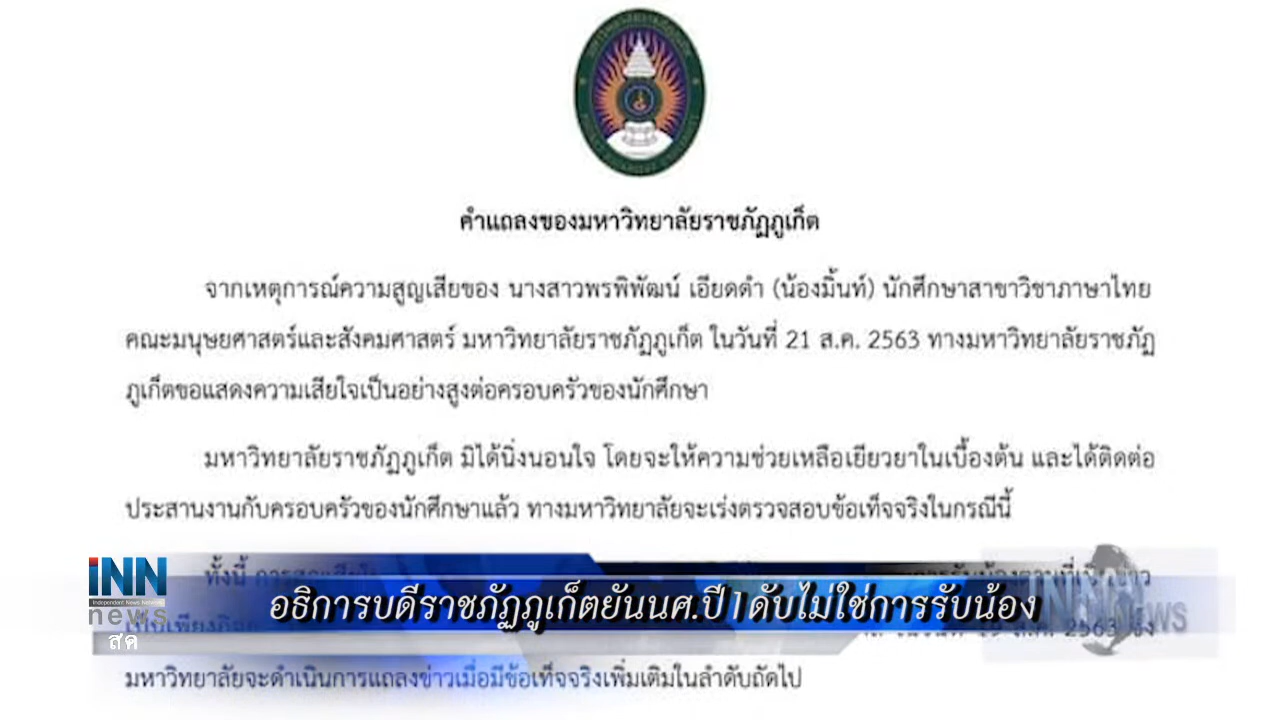 คำแถลงของมหาวิทยาลัยราชภัฏภูเก็ต
จากเหตุการณ์ความสูญเสียของ นางสาวพรพิพัฒน์ เอียดดำ (น้องมิ้นท์) นักศึกษาสาขาวิชาภาษาไทย
คณะมนุษยศาสตร์และสังคมศาสตร์ มหาวิทยาลัยราชภัฏภูเก็ต ในวันที่ 21 ส.ค. 2563 ทางมหาวิทยาลัยราชภัฏ
ภูเก็ตขอแสดงความเสียใจเป็นอย่างสูงต่อครอบครัวของนักศึกษา
มหาวิทยาลัยราชภัฏภูเก็ต มิได้นิ่งนอนใจ โดยจะให้ความช่วยเหลือเยียวยาในเบื้องต้น และได้ติดต่อ
ประสานงานกับครอบครัวของนักศึกษาแล้ว ทางมหาวิทยาลัยจะเร่งตรวจสอบข้อเท็จจริงในกรณีนี้
ทั้งนี้
iNN
Independent News Network
news
สค
อธิการบดีราชภัฏภูเก็ตยันนศ.ปี1ดับไม่ใช่การรับน้อง
NEWS
2563 ซึ่ง
มหาวิทยาลัยจะดำเนินการแถลงข่าวเมื่อมีข้อเท็จจริงเพิ่มเติมในลำดับถัดไป